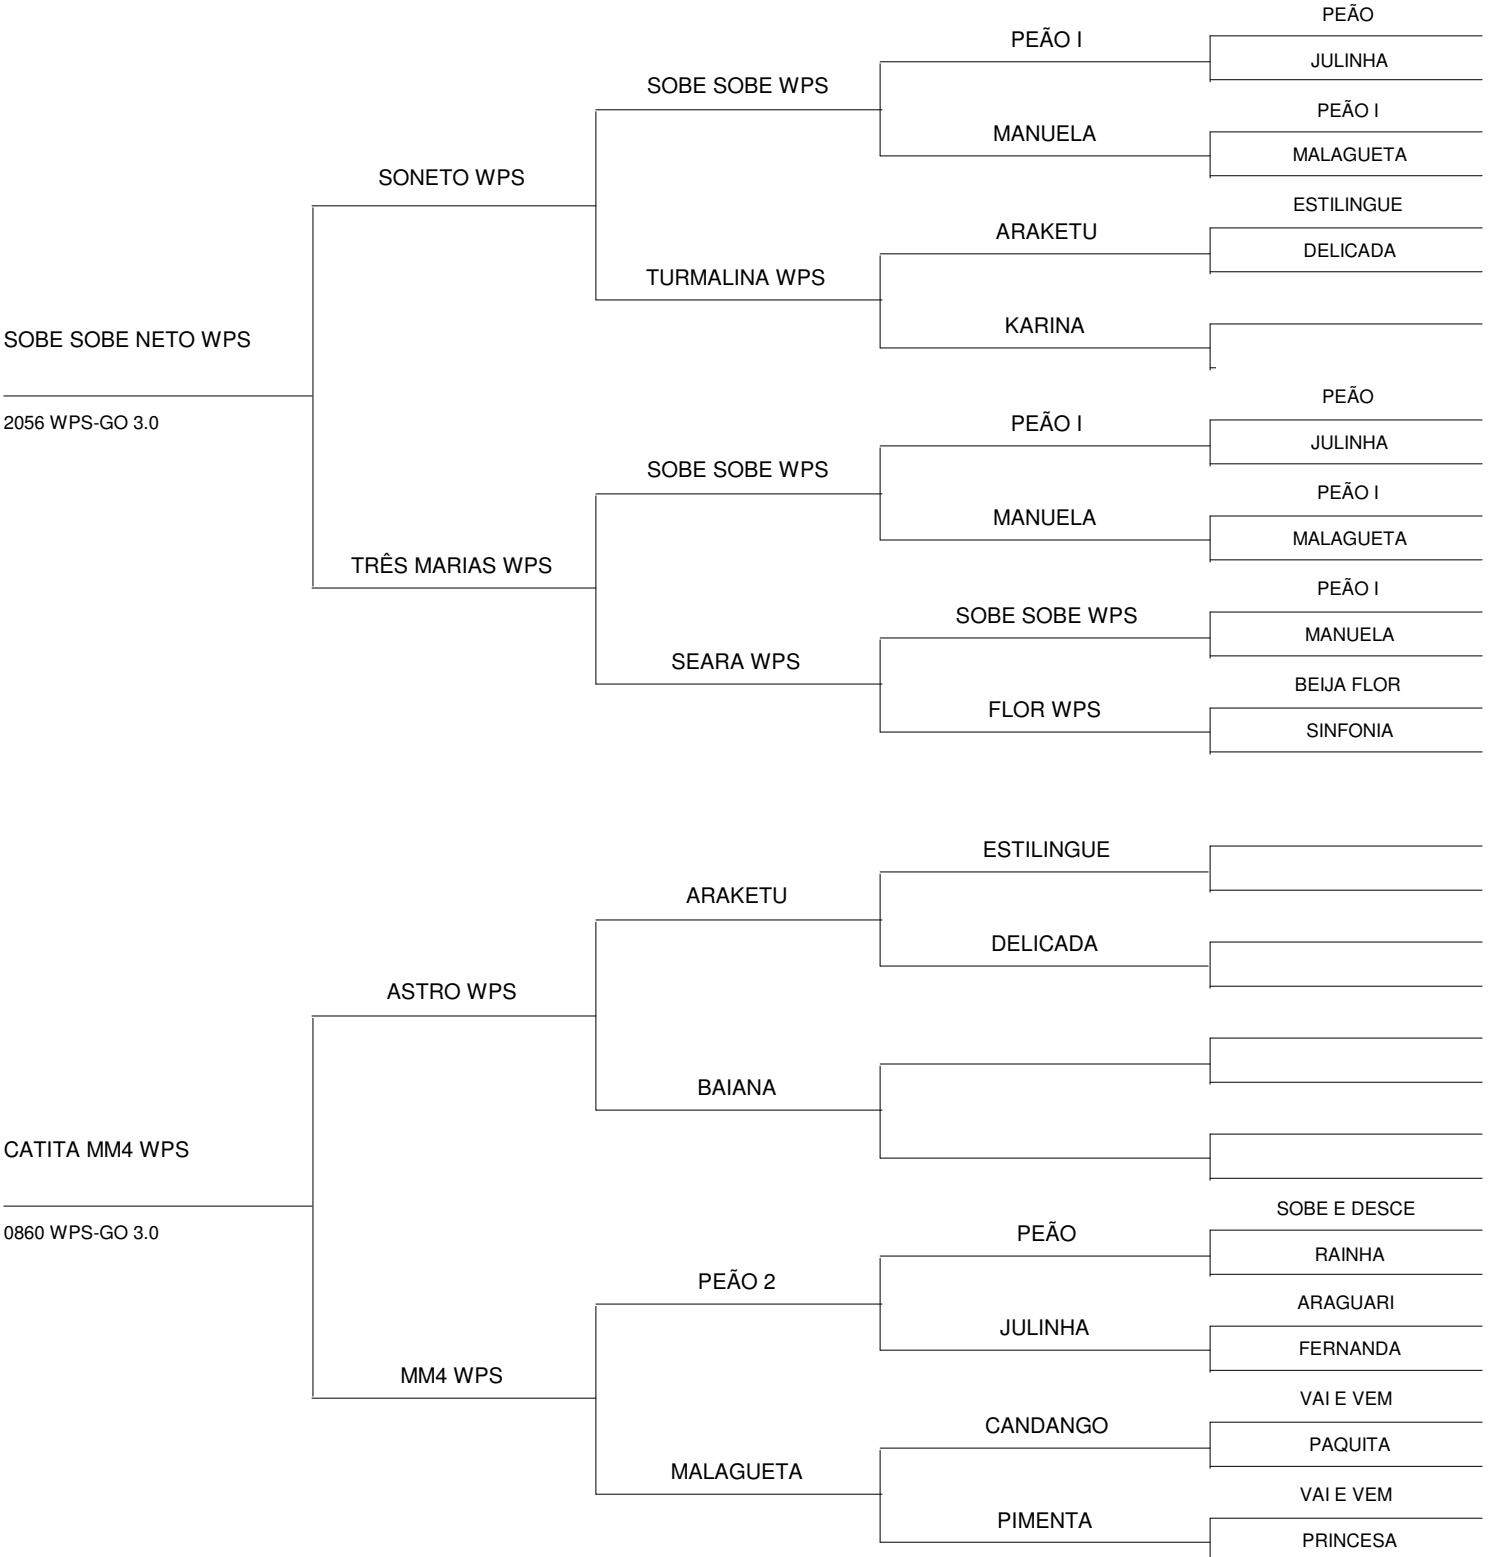 PEÃO
PEÃO I
JULINHA
SOBE SOBE WPS
PEÃO I
MANUELA
MALAGUETA
SONETO WPS
ESTILINGUE
ARAKETU
DELICADA
TURMALINA WPS
KARINA
SOBE SOBE NETO WPS
2056 WPS-GO 3.0
PEÃO
PEÃO I
JULINHA
SOBE SOBE WPS
PEÃO I
MANUELA
MALAGUETA
TRÊS MARIAS WPS
PEÃO I
SOBE SOBE WPS
MANUELA
SEARA WPS
BEIJA FLOR
FLOR WPS
SINFONIA
ESTILINGUE
ARAKETU
DELICADA
ASTRO WPS
BAIANA
CATITA MM4 WPS
0860 WPS-GO 3.0
SOBE E DESCE
PEÃO
RAINHA
PEÃO 2
ARAGUARI
JULINHA
FERNANDA
MM4 WPS
VAI E VEM
CANDANGO
PAQUITA
MALAGUETA
VAI E VEM
PIMENTA
PRINCESA